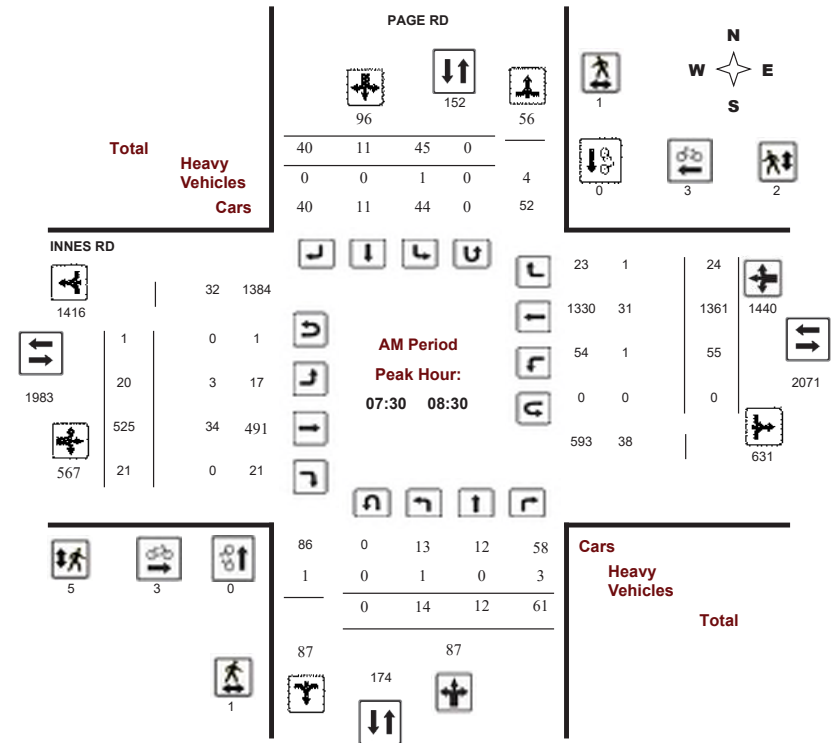 PAGE RD
N
W E
S
152
1
96
56
Total
40 11 45 0
Heavy
Vehicles
0 0 1 0 4
Cars
40 11 44 0 52
0 3 2
INNES RD
23 1 24
32 1384
1416
1330 31 1361 1440
1 0 1
AM Period
54 1 55
Peak Hour:
20 3 17
2071
1983
07:30 08:30
0 0 0
525 34 491
593 38
631
567 21 0 21
86 0 13 12 58
Cars
1 0 1 0 3
Heavy
Vehicles
5 3 0
0 14 12 61
Total
87 87
174
1